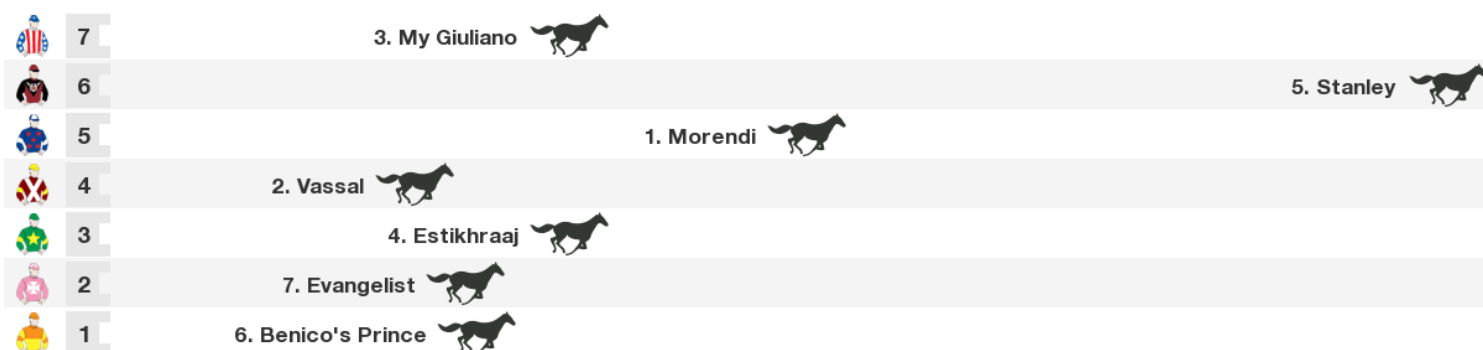 7 3. My Giuliano
6 5. Stanley
5 1. Morendi
4 2. Vassal
3 4. Estikhraaj
2 7. Evangelist
1 6. Benico's Prince